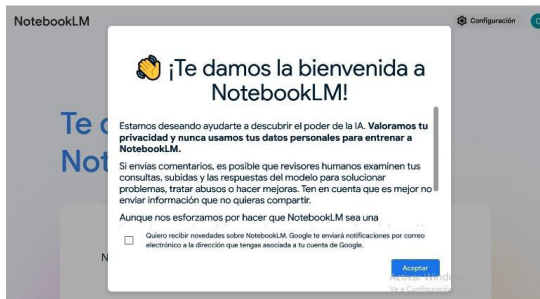 NotebookLM
Configuración
👋 ¡Te damos la bienvenida a
NotebookLM!
Te
Not
Estamos deseando ayudarte a descubrir el poder de la IA. Valoramos tu
privacidad y nunca usamos tus datos personales para entrenar a
NotebookLM.
Si envías comentarios, es posible que revisores humanos examinen tus
consultas, subidas y las respuestas del modelo para solucionar
problemas, tratar abusos o hacer mejoras. Ten en cuenta que es mejor no
enviar información que no quieras compartir.
Aunque nos esforzamos por hacer que NotebookLM sea una
Quiero recibir novedades sobre NotebookLM. Google te enviará notificaciones por correo
electrónico a la dirección que tengas asociada a tu cuenta de Google.
N
Aceptar
Activar Windows
Ve a Configuración